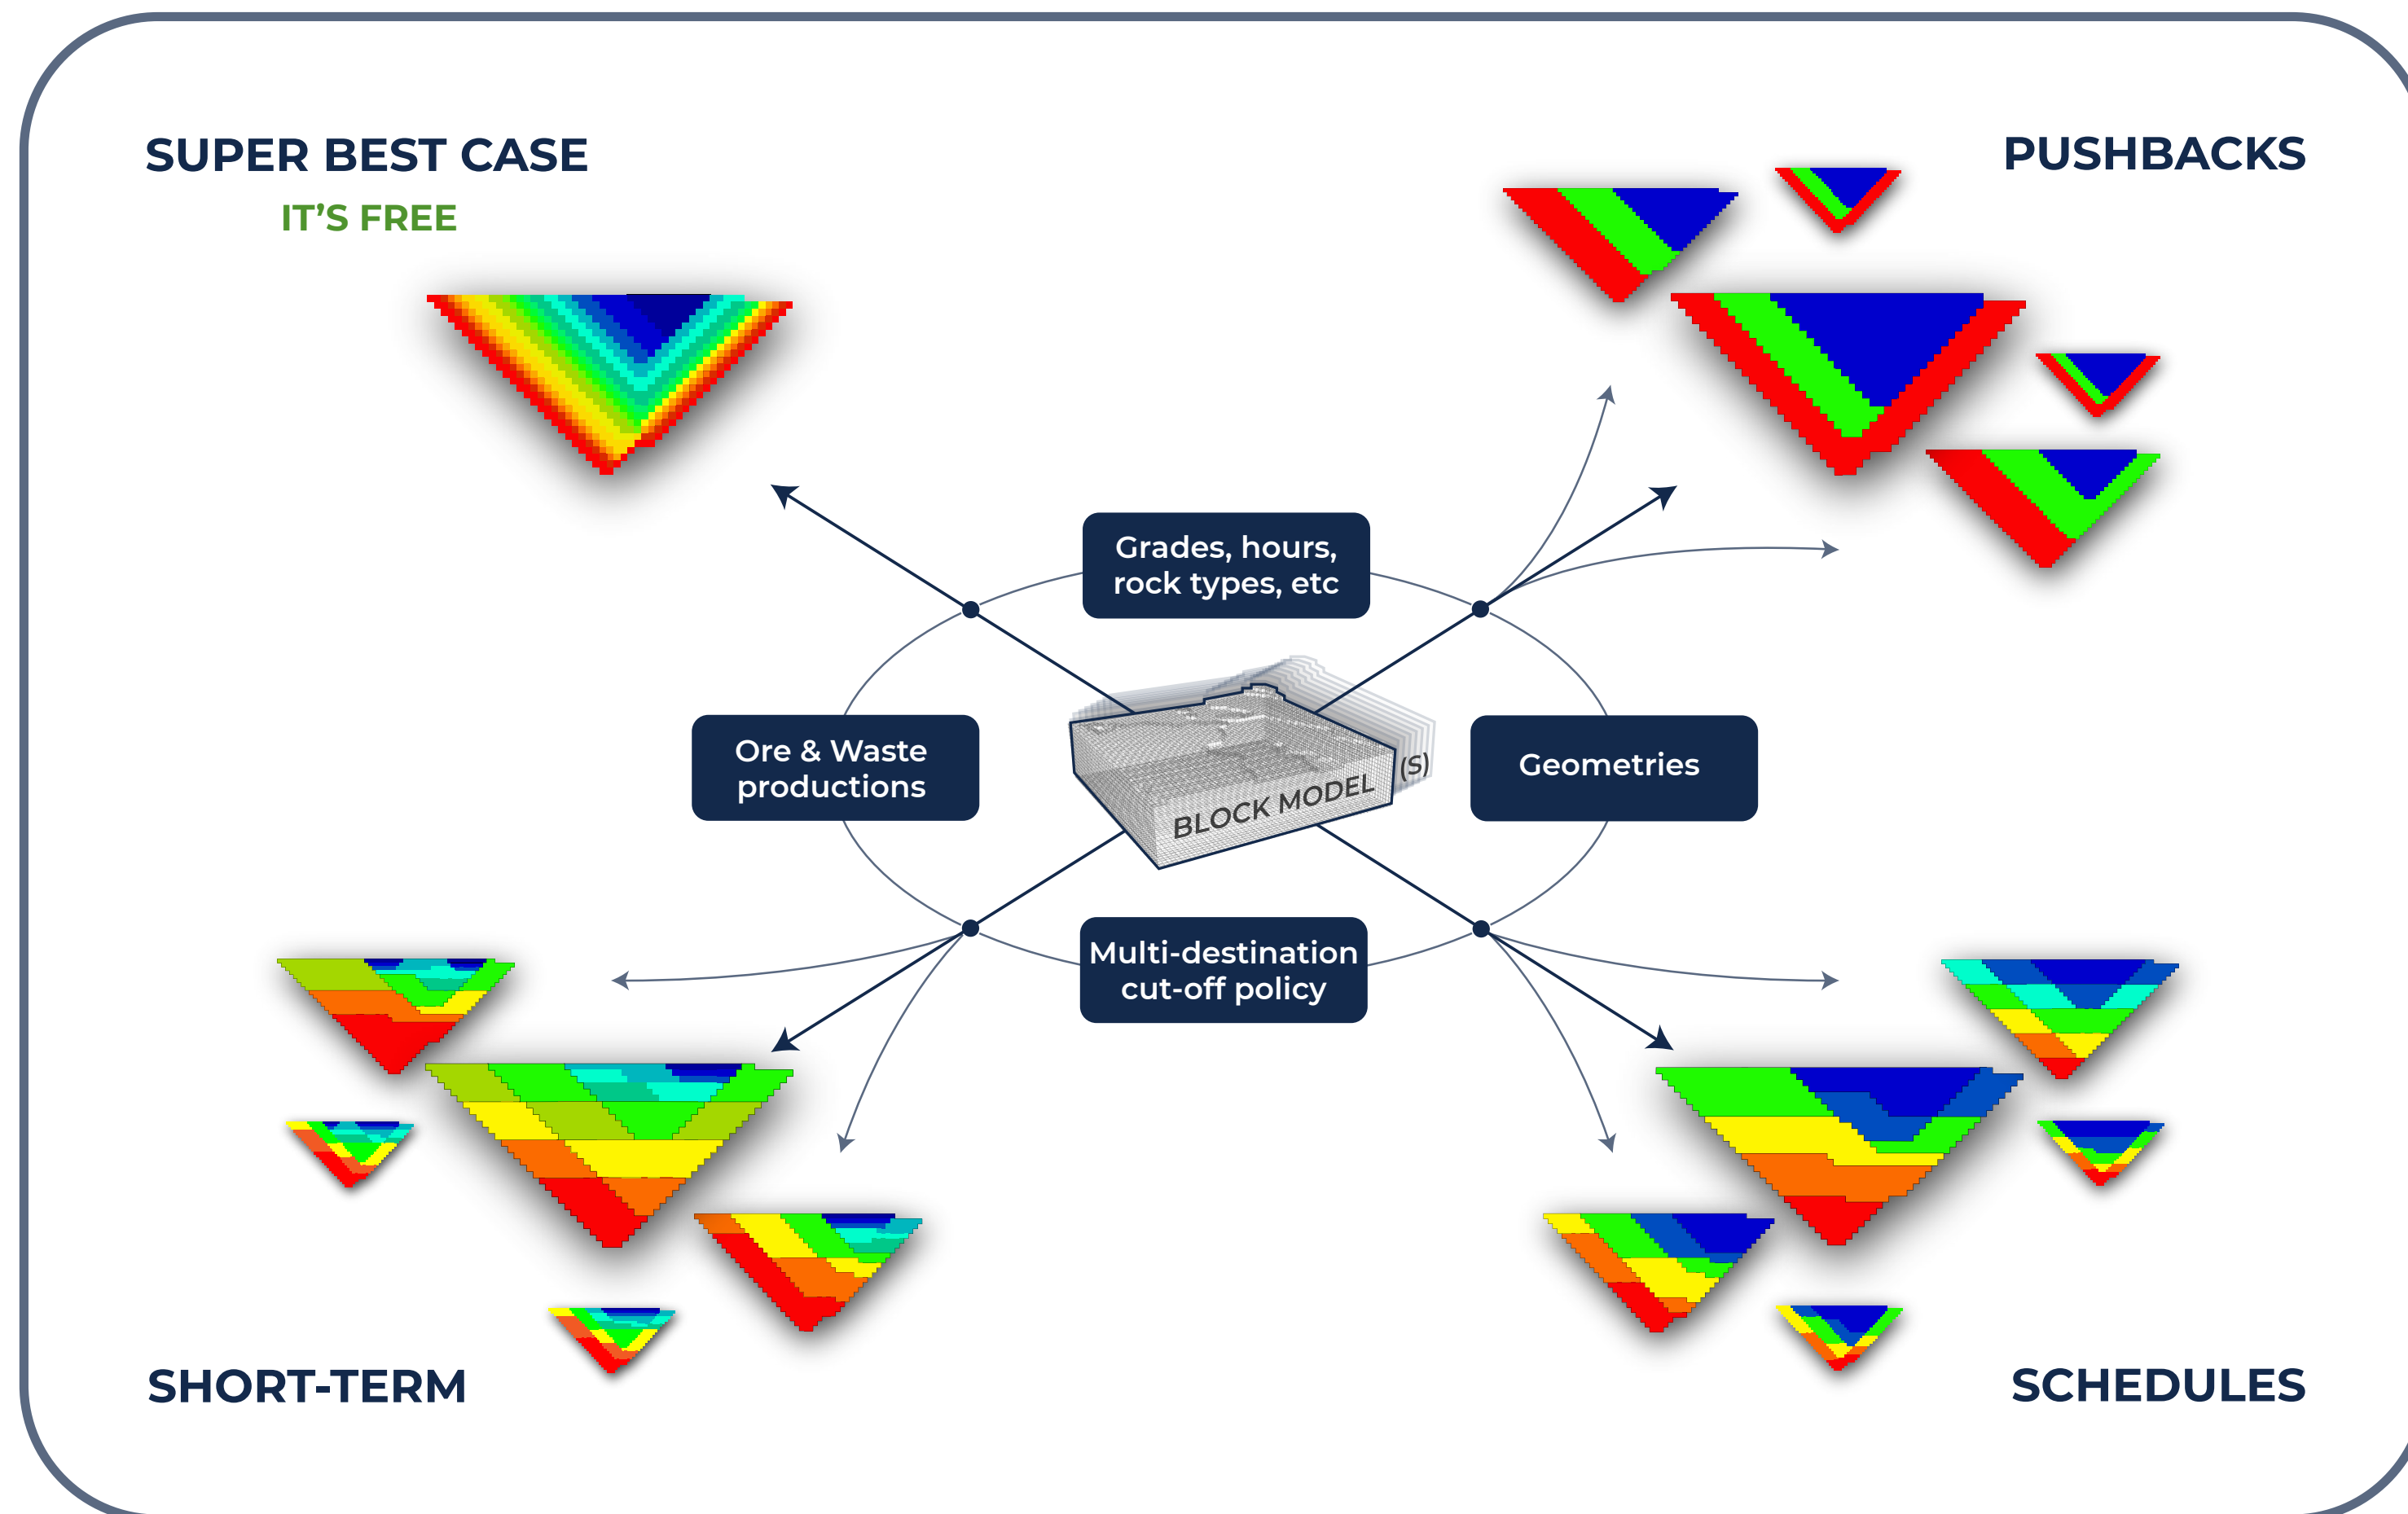 SUPER BEST CASE
IT'S FREE
PUSHBACKS
Grades, hours,
rock types, etc
Ore & Waste
productions
BLOCK MODEL (S)
Geometries
Multi-destination
cut-off policy
SHORT-TERM
SCHEDULES